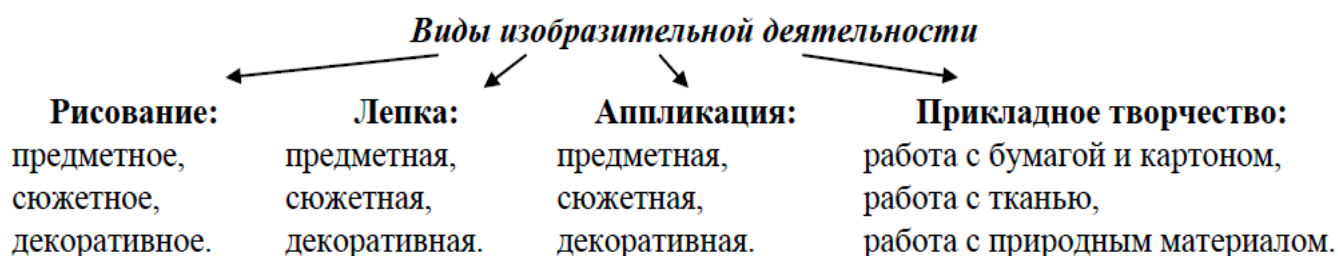 Виды изобразительной деятельности
Рисование:
предметное,
сюжетное,
декоративное.
Лепка:
предметная,
сюжетная,
декоративная.
Аппликация:
предметная,
сюжетная,
декоративная.
Прикладное творчество:
работа с бумагой и картоном,
работа с тканью,
работа с природным материалом.